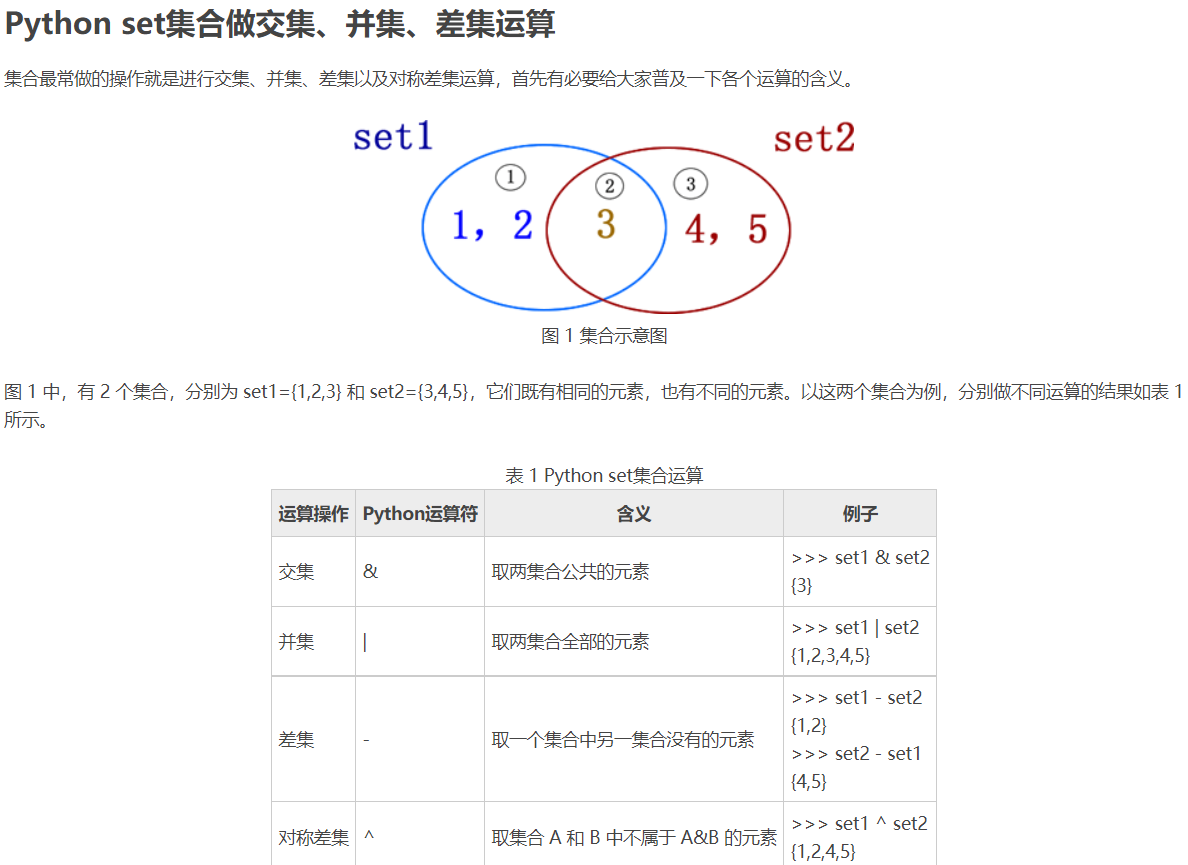 Python set集合做交集、并集、差集运算
集合最常做的操作就是进行交集、并集、差集以及对称差集运算，首先有必要给大家普及一下各个运算的含义。
set1
set2
① ② ③
1，2 3 4，5
图 1 集合示意图
图 1 中，有 2 个集合，分别为 set1={1,2,3} 和 set2={3,4,5}，它们既有相同的元素，也有不同的元素。以这两个集合为例，分别做不同运算的结果如表 1
所示。
表 1 Python set集合运算
运算操作 Python运算符 含义 例子
交集 & 取两集合公共的元素 >>> set1 & set2
{3}
并集 | 取两集合全部的元素 >>> set1 | set2
{1,2,3,4,5}
差集 - 取一个集合中另一集合没有的元素 >>> set1 - set2
{1,2}
>>> set2 - set1
{4,5}
对称差集 ^ 取集合 A 和 B 中不属于 A&B 的元素 >>> set1 ^ set2
{1,2,4,5}